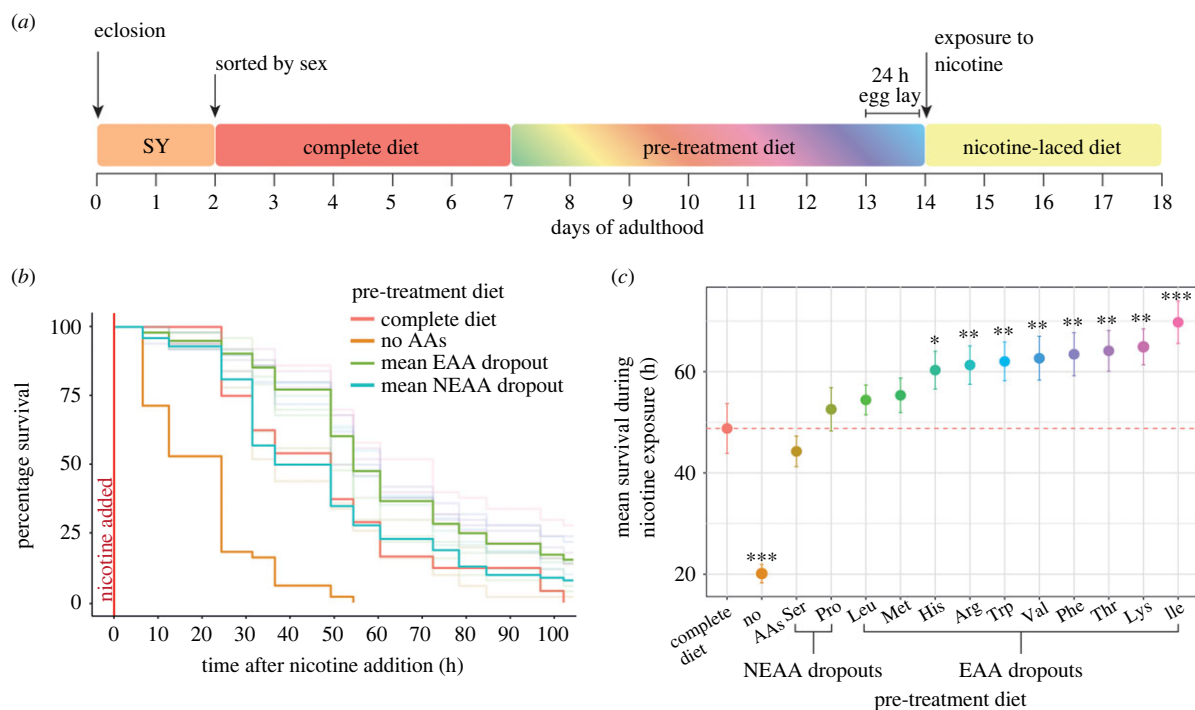 (a)
eclosion
sorted by sex
24 h
egg lay
exposure to
nicotine
SY
complete diet
pre-treatment diet
nicotine-laced diet
0 1 2 3 4 5 6 7 8 9 10 11 12 13 14 15 16 17 18
days of adulthood
(b)
percentage survival
100
75
50
25
0
nicotine added
pre-treatment diet
complete diet
no AAs
mean EAA dropout
mean NEAA dropout
0 10 20 30 40 50 60 70 80 90 100
time after nicotine addition (h)
(c)
mean survival during
nicotine exposure (h)
60
40
20
***
*
**
**
**
**
**
**
***
complete
diet
no
AAs
Ser
Pro
Leu
Met
His
Arg
Trp
Val
Phe
Thr
Lys
Ile
NEAA dropouts
EAA dropouts
pre-treatment diet